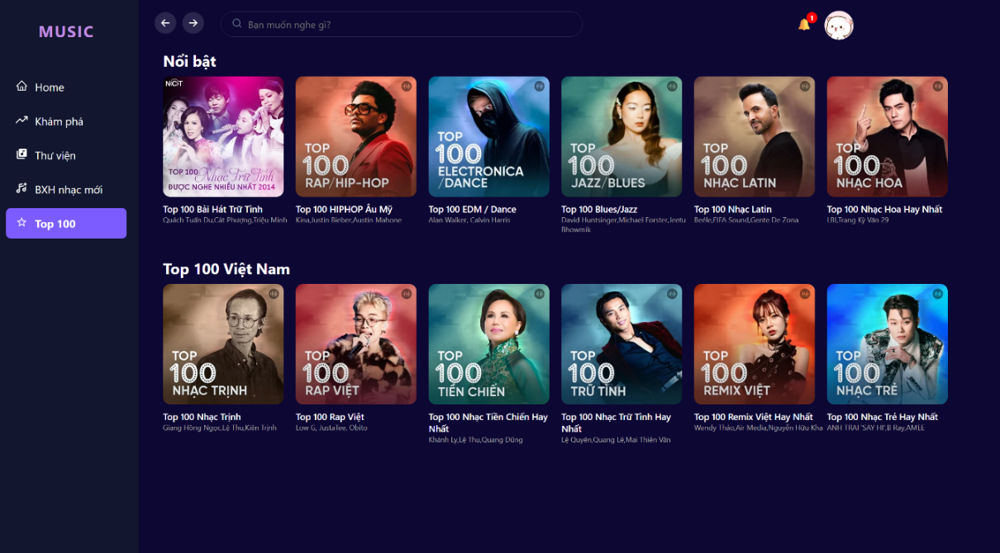 MUSIC
Bạn muốn nghe gì?
1
Home
Khám phá
Thư viện
BXH nhạc mới
Top 100
Nổi bật
NCT
TOP 100 Nhạc Trữ Tình
ĐƯỢC NGHE NHIỀU NHẤT 2014
TOP
100
RAP/HIP-HOP
TOP
100
ELECTRONICA
/DANCE
TOP
100
JAZZ/BLUES
TOP
100
NHẠC LATIN
TOP
100
NHẠC HOA
Top 100 Bài Hát Trữ Tình
Quách Tuấn Du,Cát Phượng,Triệu Minh
Top 100 HIPHOP Âu Mỹ
Kina,Justin Bieber,Austin Mahone
Top 100 EDM / Dance
Alan Walker, Calvin Harris
Top 100 Blues/Jazz
David Huntsinger,Michael Forster,Jeetu
Bhowmik
Top 100 Nhạc Latin
Beéle,FIFA Sound,Gente De Zona
Top 100 Nhạc Hoa Hay Nhất
LBI,Trang Kỳ Văn 29
Top 100 Việt Nam
TOP
100
NHẠC TRỊNH
TOP
100
RAP VIỆT
TOP
100
TIỀN CHIẾN
TOP
100
TRỮ TÌNH
TOP
100
REMIX VIỆT
TOP
100
NHẠC TRẺ
Top 100 Nhạc Trịnh
Giang Hồng Ngọc,Lệ Thu,Kiên Trịnh
Top 100 Rap Việt
Low G, JustaTee, Obito
Top 100 Nhạc Tiền Chiến Hay
Nhất
Khánh Ly,Lệ Thu,Quang Dũng
Top 100 Nhạc Trữ Tình Hay
Nhất
Lệ Quyên,Quang Lê,Mai Thiên Vân
Top 100 Remix Việt Hay Nhất
Wendy Thảo,Air Media,Nguyễn Hữu Kha
Top 100 Nhạc Trẻ Hay Nhất
ANH TRAI "SAY HI",B Ray,AMEE